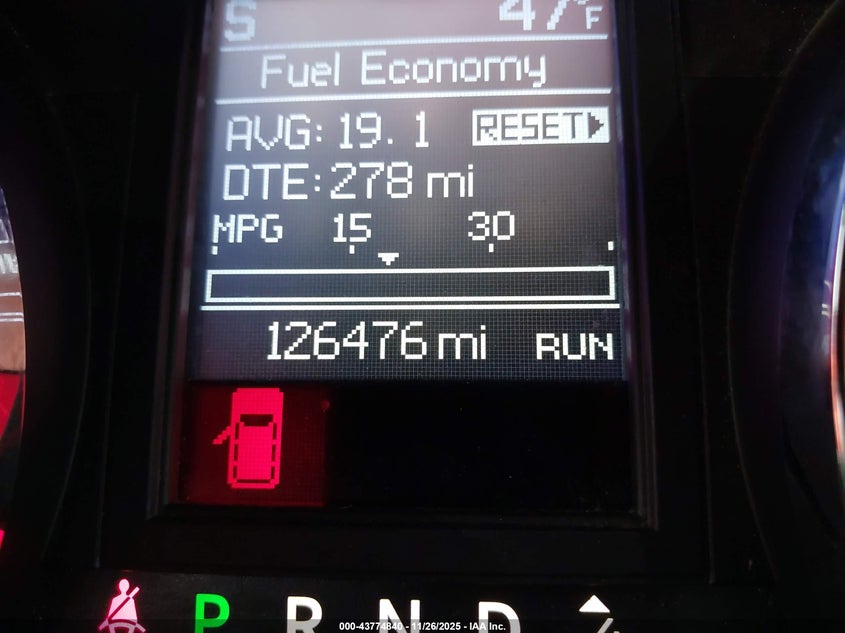 S 47°F
Fuel Economy
AVG: 19.1 RESET
DTE: 278 mi
MPG 15 30
126476 mi RUN
P R N D
000-43774840 - 11/26/2025 - IAA Inc.